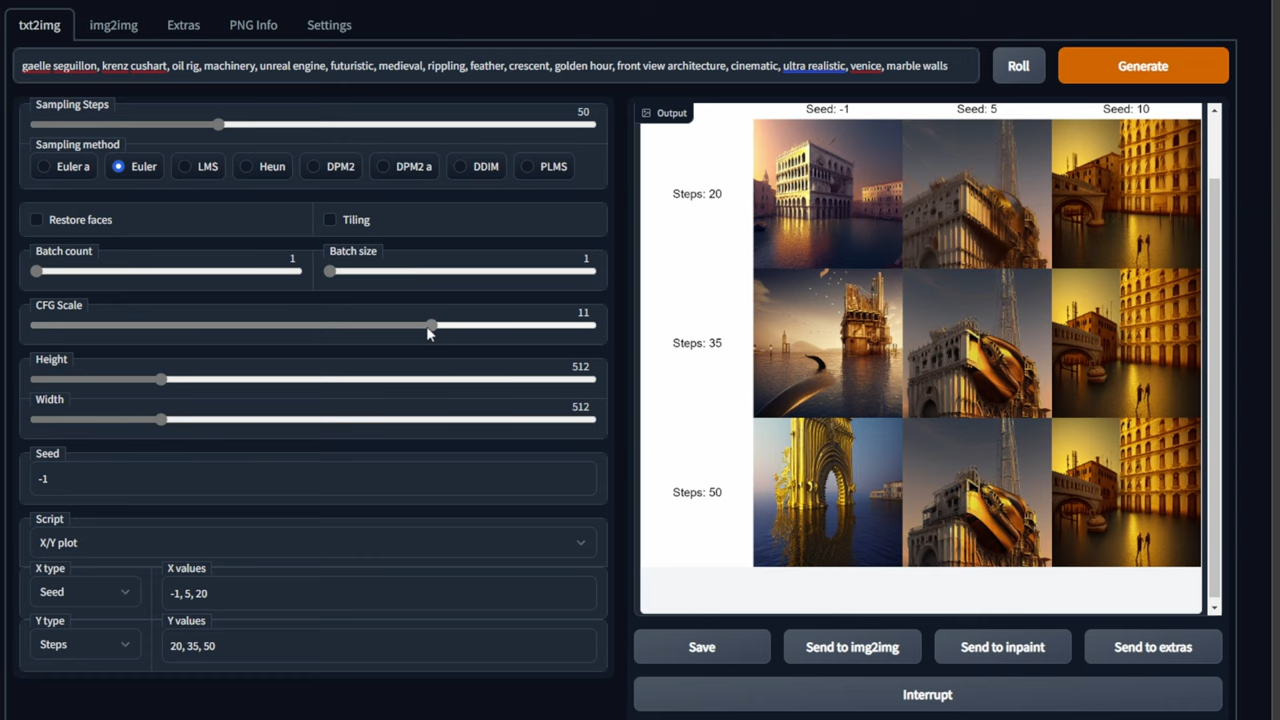 txt2img img2img Extras PNG Info Settings
gaelle seguillon, krenz cushart, oil rig, machinery, unreal engine, futuristic, medieval, rippling, feather, crescent, golden hour, front view architecture, cinematic, ultra realistic, venice, marble walls
Roll
Generate
Sampling Steps
50
Sampling method
Euler a Euler LMS Heun DPM2 DPM2 a DDIM PLMS
Restore faces
Tiling
Batch count
1
Batch size
1
CFG Scale
11
Height
512
Width
512
Seed
-1
Script
X/Y plot
X type
Seed
X values
-1, 5, 20
Y type
Steps
Y values
20, 35, 50
Output
Seed: -1 Seed: 5 Seed: 10
Steps: 20
Steps: 35
Steps: 50
Save
Send to img2img
Send to inpaint
Send to extras
Interrupt